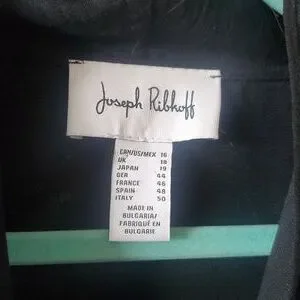 Joseph Ribkoff
CAN/US/MEX 16
UK 18
JAPAN 19
GER 44
FRANCE 46
SPAIN 48
ITALY 50
MADE IN
BULGARIA/
FABRIQUÉ EN
BULGARIE